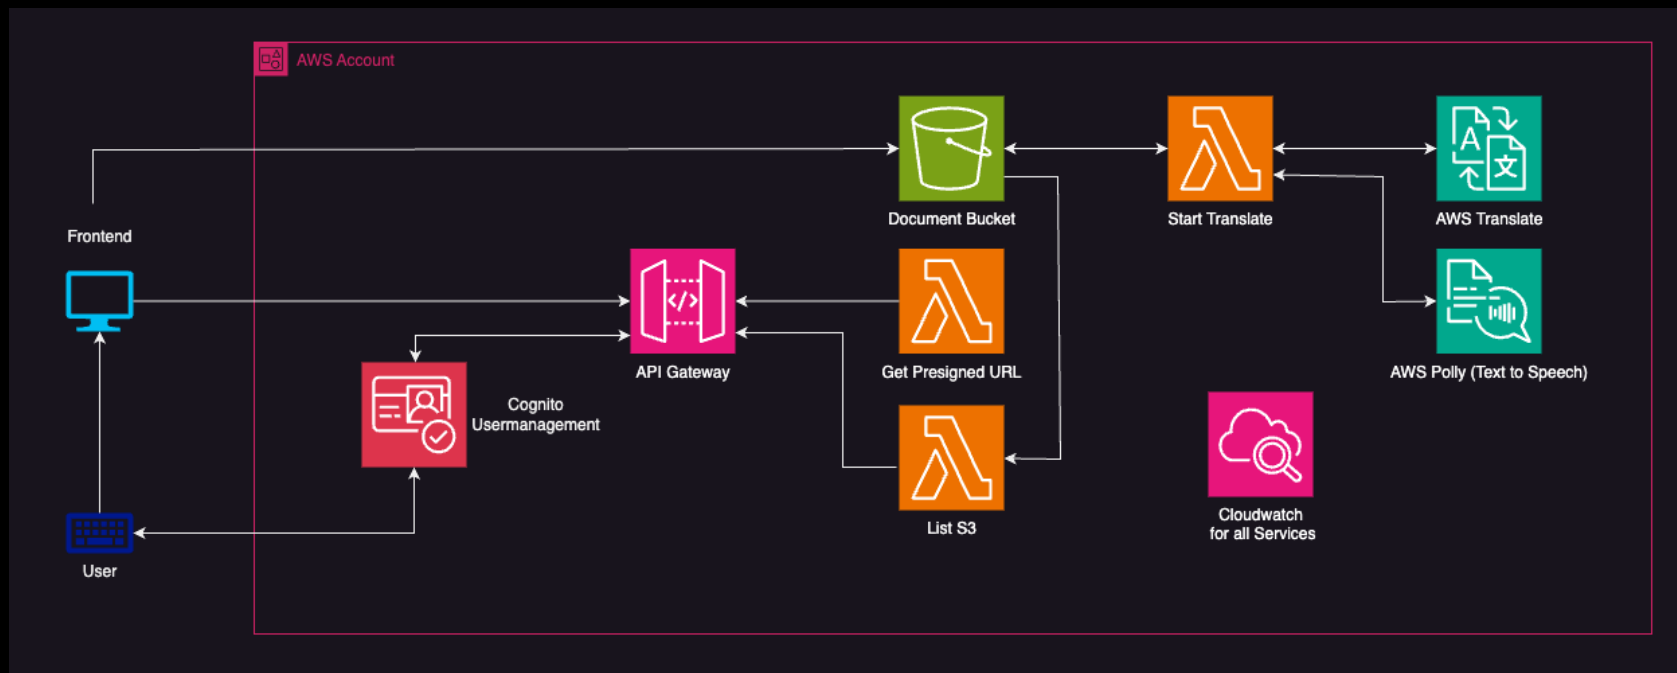 AWS Account
Frontend
Document Bucket
Start Translate
A
文
AWS Translate
</>
API Gateway
Get Presigned URL
AWS Polly (Text to Speech)
Cognito
Usermanagement
List S3
Cloudwatch
for all Services
User